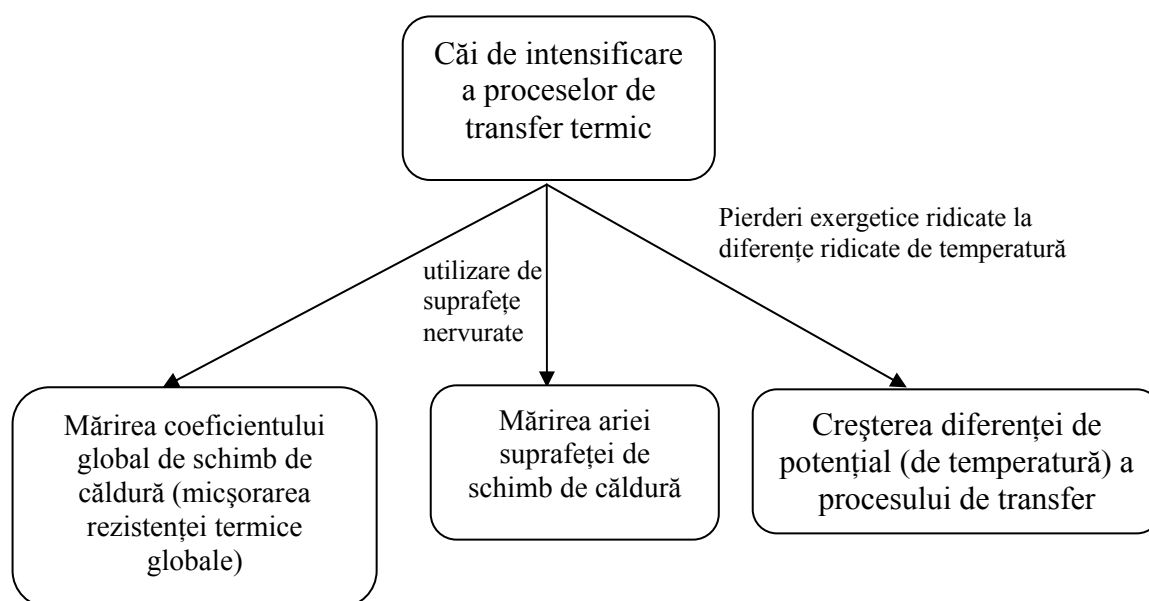 Căi de intensificare
a proceselor de
transfer termic
Pierderi exergetice ridicate la
diferențe ridicate de temperatură
utilizare de
suprafețe
nervurate
Mărirea coeficientului
global de schimb de
căldură (micşorarea
rezistenței termice
globale)
Mărirea ariei
suprafeței de
schimb de căldură
Creşterea diferenței de
potențial (de temperatură) a
procesului de transfer